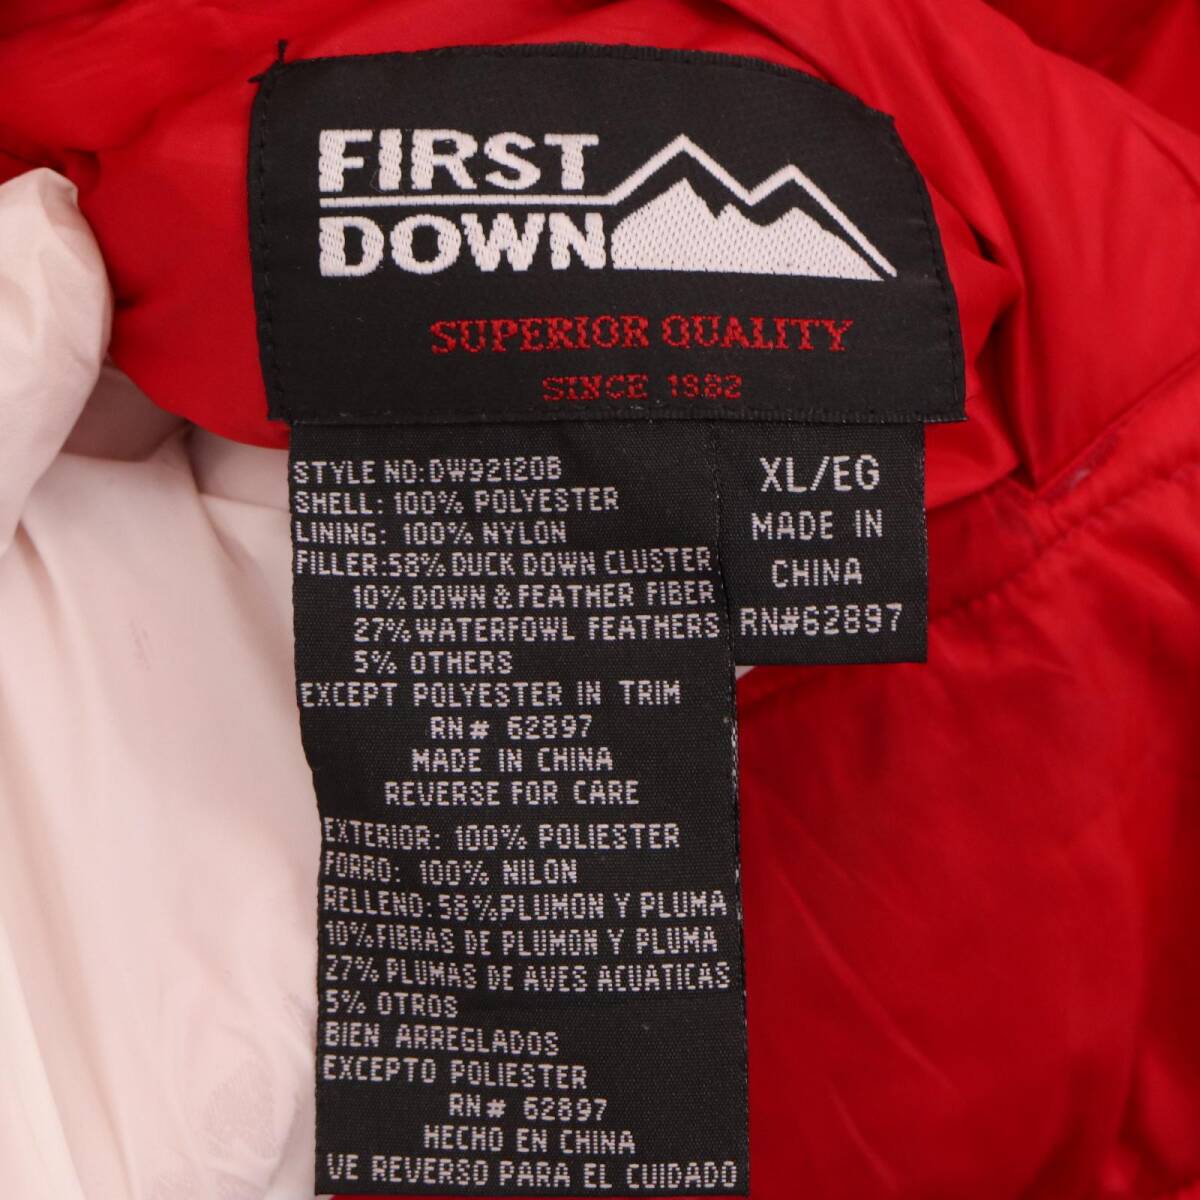 FIRST
DOWN
SUPERIOR QUALITY
SINCE 1982
STYLE NO:DW92120B
SHELL: 100% POLYESTER
LINING: 100% NYLON
FILLER:58% DUCK DOWN CLUSTER
10% DOWN & FEATHER FIBER
27% WATERFOWL FEATHERS
5% OTHERS
EXCEPT POLYESTER IN TRIM
RN# 62897
MADE IN CHINA
REVERSE FOR CARE
EXTERIOR: 100% POLIESTER
FORRO: 100% NILON
RELLENO:58%PLUMON Y PLUMA
10%FIBRAS DE PLUMON Y PLUMA
27% PLUMAS DE AVES ACUATICAS
5% OTROS
BIEN ARREGLADOS
EXCEPTO POLIESTER
RN# 62897
HECHO EN CHINA
VE REVERSO PARA EL CUIDADO
XL/EG
MADE IN
CHINA
RN#62897